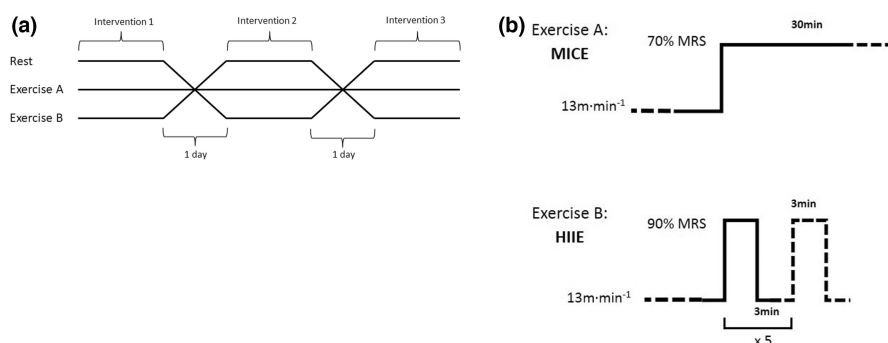 (a)
Intervention 1
Intervention 2
Intervention 3
Rest
Exercise A
Exercise B
1 day
1 day
(b)
Exercise A:
MICE
70% MRS
30min
13m·min⁻¹
Exercise B:
HIIE
90% MRS
3min
13m·min⁻¹
3min
x 5